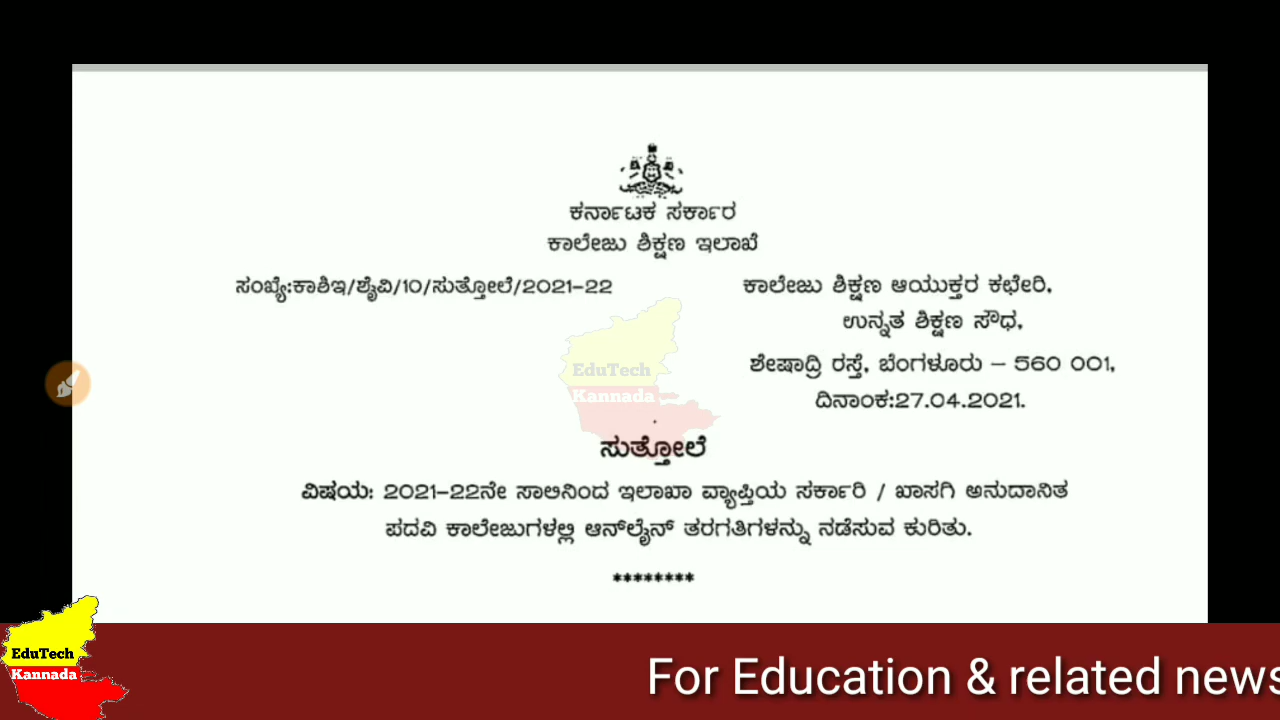 ಕರ್ನಾಟಕ ಸರ್ಕಾರ
ಕಾಲೇಜು ಶಿಕ್ಷಣ ಇಲಾಖೆ
ಸಂಖ್ಯೆ:ಕಾಶಿಇ/ಶೈವಿ/10/ಸುತ್ತೋಲೆ/2021-22
ಕಾಲೇಜು ಶಿಕ್ಷಣ ಆಯುಕ್ತರ ಕಛೇರಿ,
ಉನ್ನತ ಶಿಕ್ಷಣ ಸೌಧ,
ಶೇಷಾದ್ರಿ ರಸ್ತೆ, ಬೆಂಗಳೂರು – 560 001,
ದಿನಾಂಕ:27.04.2021.
EduTech
Kannada
ಸುತ್ತೋಲೆ
ವಿಷಯ: 2021-22ನೇ ಸಾಲಿನಿಂದ ಇಲಾಖಾ ವ್ಯಾಪ್ತಿಯ ಸರ್ಕಾರಿ / ಖಾಸಗಿ ಅನುದಾನಿತ
ಪದವಿ ಕಾಲೇಜುಗಳಲ್ಲಿ ಆನ್‌ಲೈನ್ ತರಗತಿಗಳನ್ನು ನಡೆಸುವ ಕುರಿತು.
********
EduTech
Kannada
For Education & related news